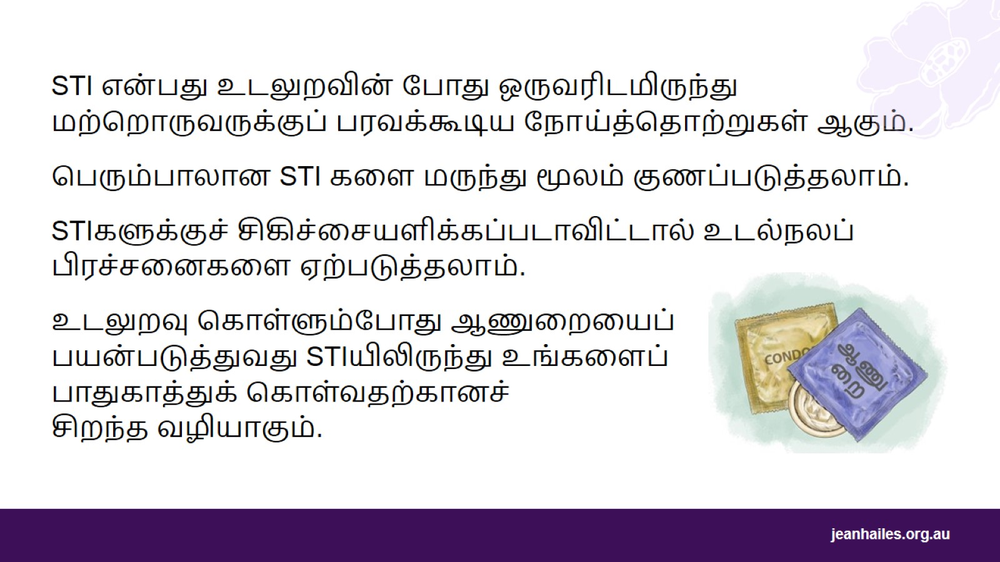 STI என்பது உடலுறவின் போது ஒருவரிடமிருந்து
மற்றொருவருக்குப் பரவக்கூடிய நோய்த்தொற்றுகள் ஆகும்.
பெரும்பாலான STI களை மருந்து மூலம் குணப்படுத்தலாம்.
STIகளுக்குச் சிகிச்சையளிக்கப்படாவிட்டால் உடல்நலப்
பிரச்சனைகளை ஏற்படுத்தலாம்.
உடலுறவு கொள்ளும்போது ஆணுறையைப்
பயன்படுத்துவது STIயிலிருந்து உங்களைப்
பாதுகாத்துக் கொள்வதற்கானச்
சிறந்த வழியாகும்.
CONDO
ஆணு
றை
jeanhailes.org.au